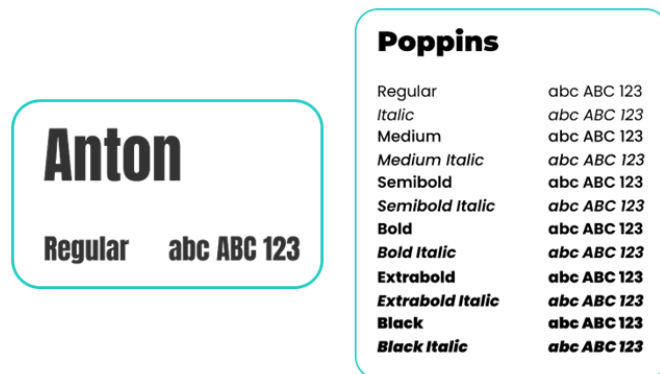 Anton
Regular abc ABC 123
Poppins
Regular abc ABC 123
Italic abc ABC 123
Medium abc ABC 123
Medium Italic abc ABC 123
Semibold abc ABC 123
Semibold Italic abc ABC 123
Bold abc ABC 123
Bold Italic abc ABC 123
Extrabold abc ABC 123
Extrabold Italic abc ABC 123
Black abc ABC 123
Black Italic abc ABC 123